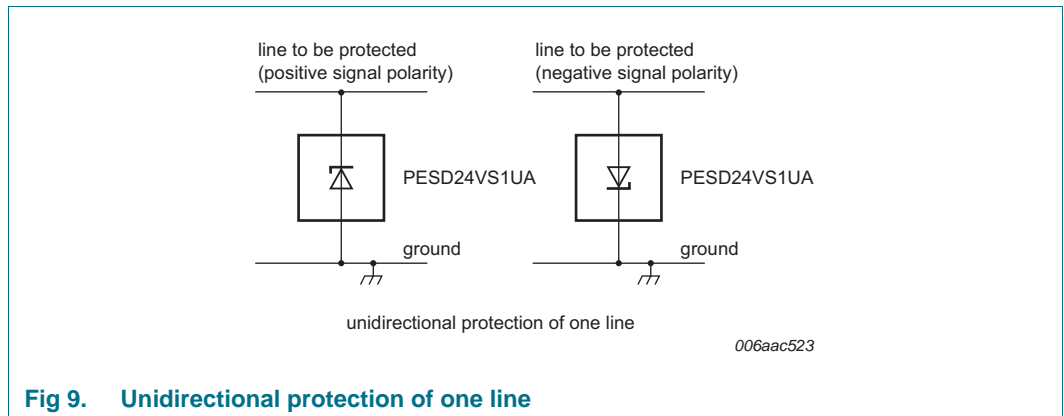 line to be protected
(positive signal polarity)
line to be protected
(negative signal polarity)
PESD24VS1UA
PESD24VS1UA
ground
ground
unidirectional protection of one line
006aac523
Fig 9. Unidirectional protection of one line